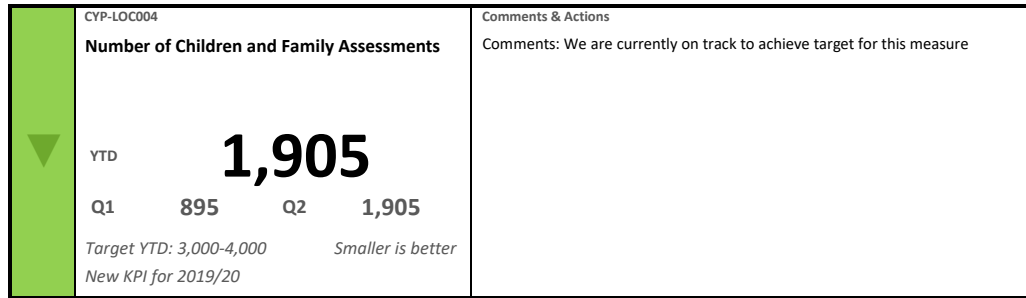 CYP-LOC004
Number of Children and Family Assessments
YTD 1,905
Q1 895 Q2 1,905
Target YTD: 3,000-4,000 Smaller is better
New KPI for 2019/20
Comments & Actions
Comments: We are currently on track to achieve target for this measure